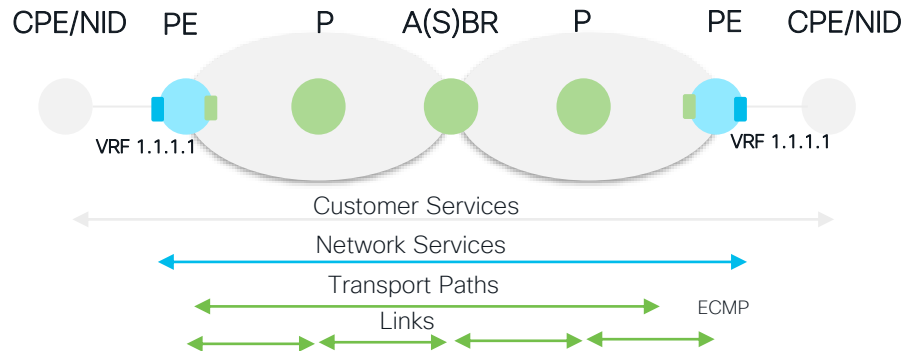 CPE/NID
PE
P
A(S)BR
P
PE
CPE/NID
VRF 1.1.1.1
VRF 1.1.1.1
Customer Services
Network Services
Transport Paths
ECMP
Links